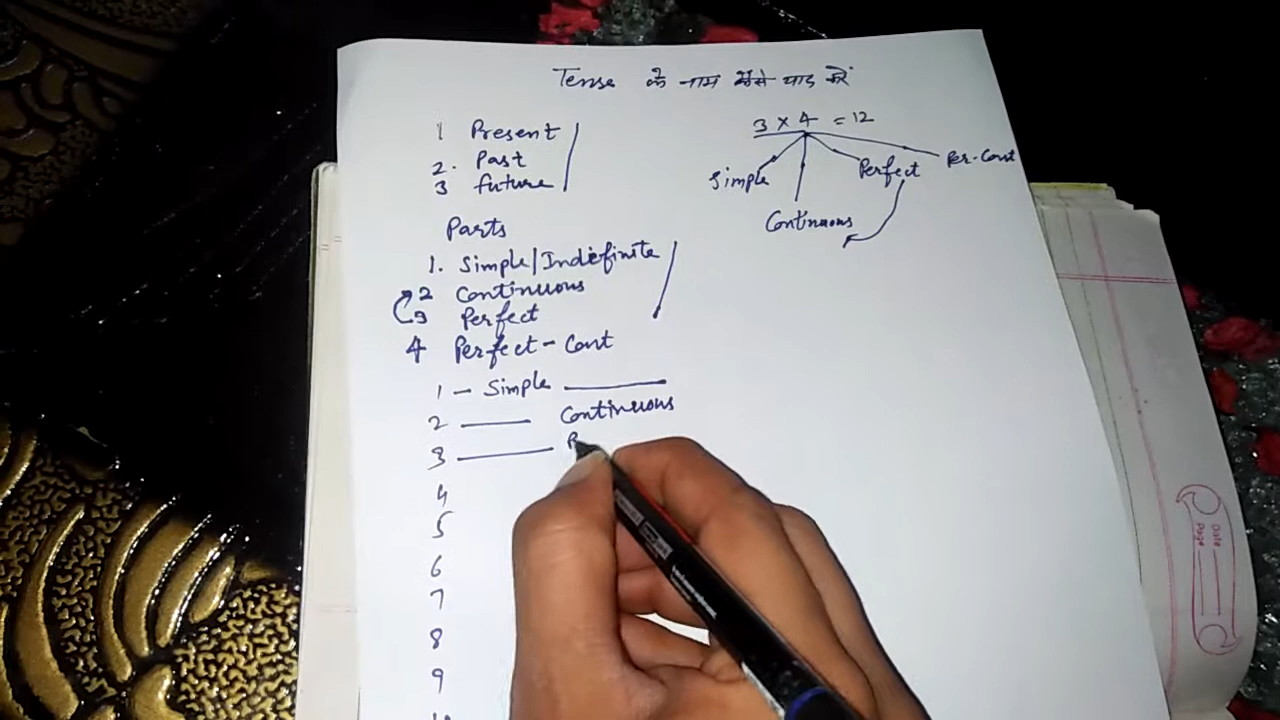 Tense के नाम कैसे याद करें
1 Present
2. Past
3 future
3 × 4 = 12
Simple
Continuous
Perfect
Per-Cont
Parts
1. Simple/Indefinite
2 Continuous
3 Perfect
4 Perfect - Cont
1 - Simple
2 Continuous
3 P
4
5
6
7
8
9
Date
Page